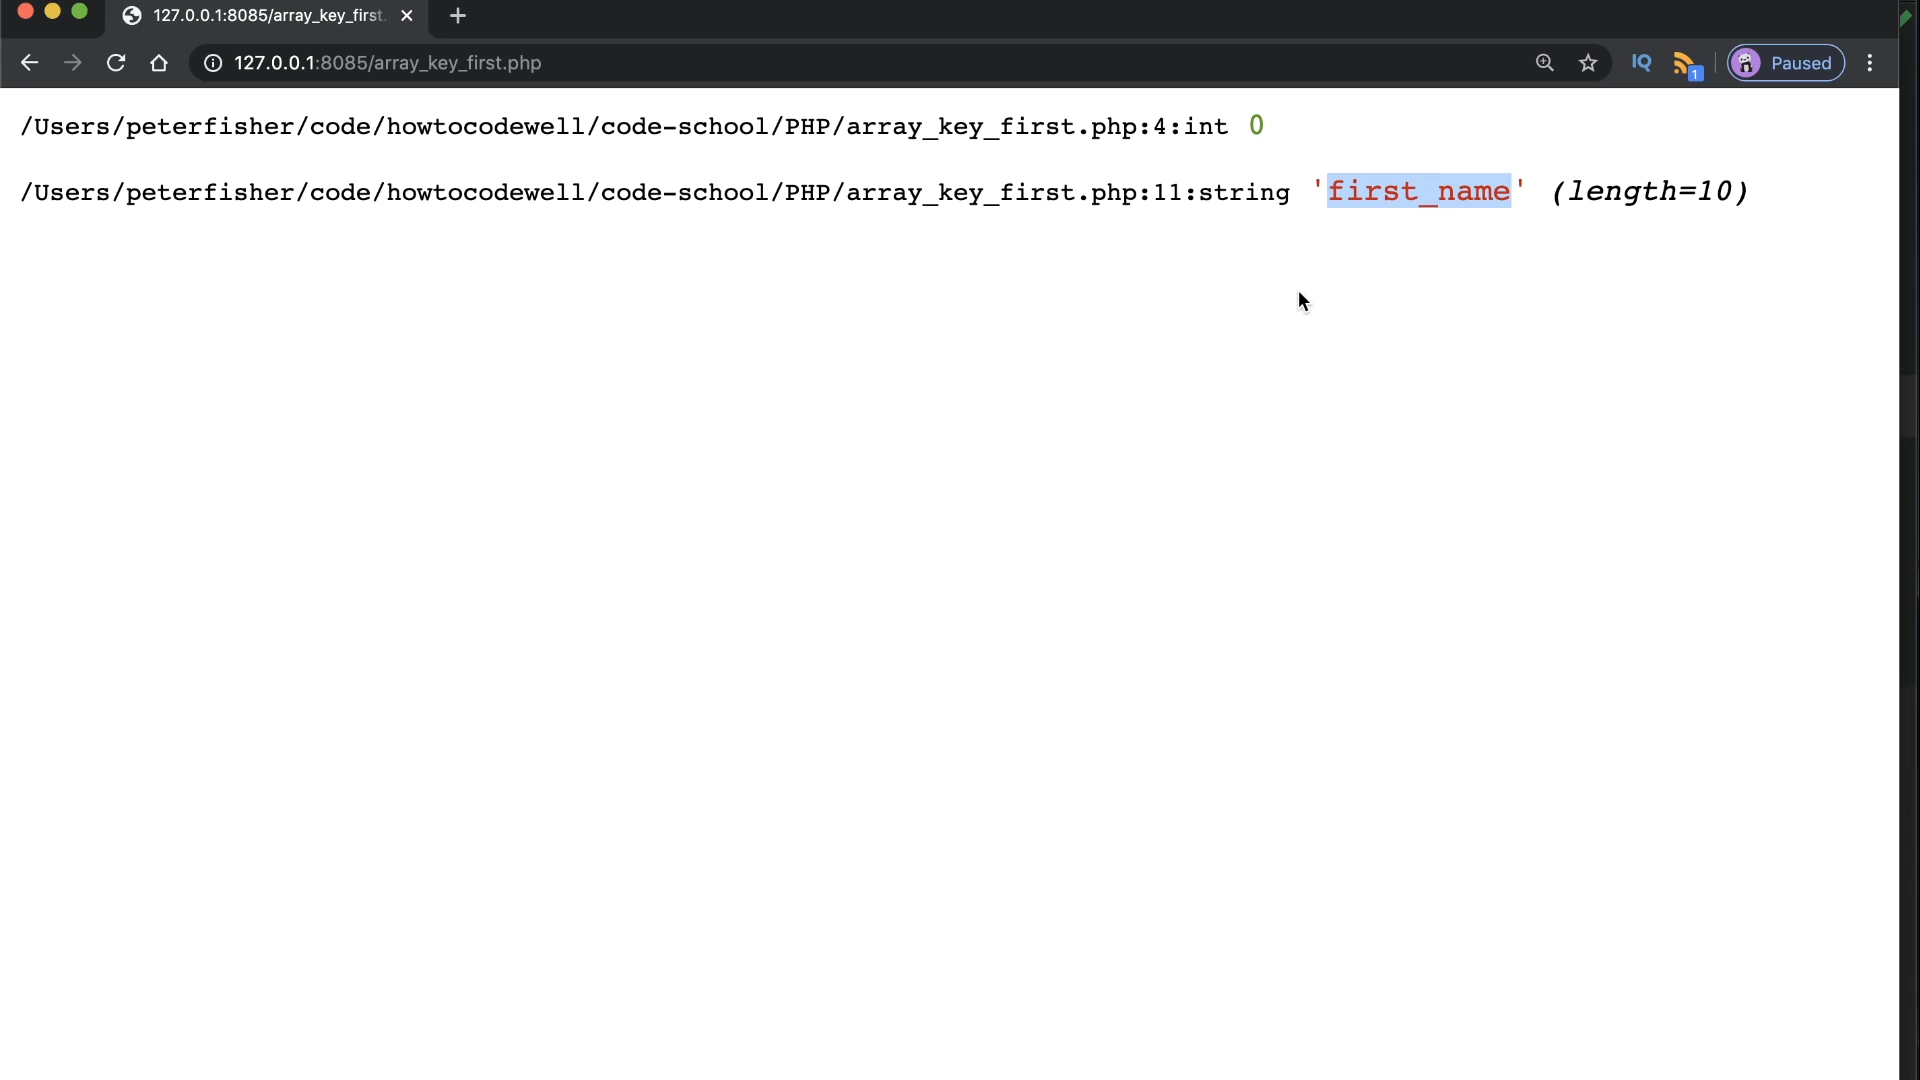 127.0.0.1:8085/array_key_first.
127.0.0.1:8085/array_key_first.php
IQ
1
Paused
/Users/peterfisher/code/howtocodewell/code-school/PHP/array_key_first.php:4:int 0
/Users/peterfisher/code/howtocodewell/code-school/PHP/array_key_first.php:11:string 'first_name' (length=10)